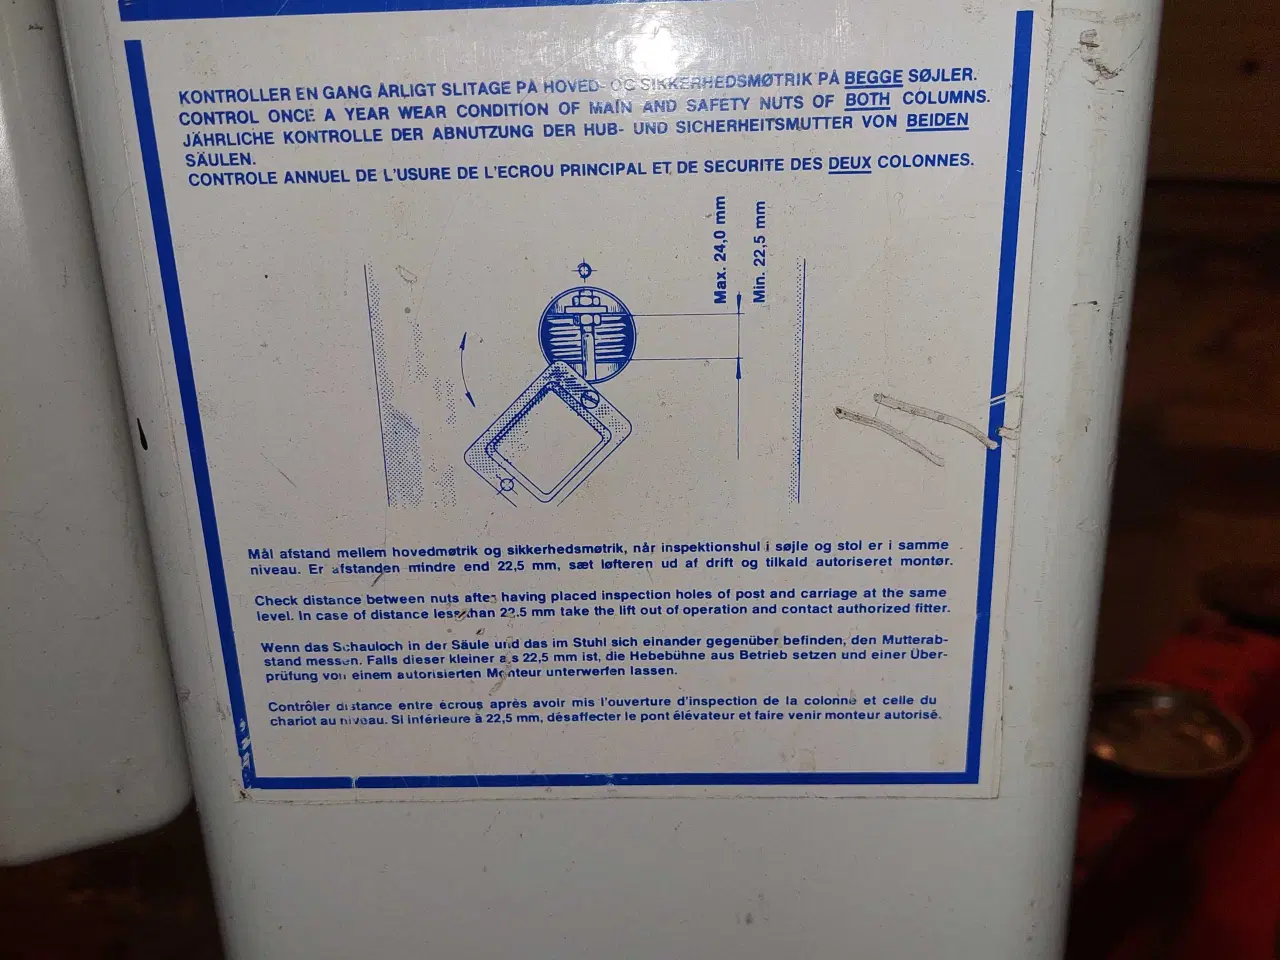 KONTROLLER EN GANG ÅRLIGT SLITAGE PÅ HOVED- OG SIKKERHEDSMØTRIK PÅ BEGGE SØJLER.
CONTROL ONCE A YEAR WEAR CONDITION OF MAIN AND SAFETY NUTS OF BOTH COLUMNS.
JÄHRLICHE KONTROLLE DER ABNUTZUNG DER HUB- UND SICHERHEITSMUTTER VON BEIDEN
SÄULEN.
CONTROLE ANNUEL DE L'USURE DE L'ECROU PRINCIPAL ET DE SECURITE DES DEUX COLONNES.
Max. 24,0 mm
Min. 22,5 mm
Mål afstand mellem hovedmøtrik og sikkerhedsmøtrik, når inspektionshul i søjle og stol er i samme
niveau. Er afstanden mindre end 22,5 mm, sæt løfteren ud af drift og tilkald autoriseret montør.
Check distance between nuts after having placed inspection holes of post and carriage at the same
level. In case of distance less than 22,5 mm take the lift out of operation and contact authorized fitter.
Wenn das Schauloch in der Säule und das im Stuhl sich einander gegenüber befinden, den Mutterab-
stand messen. Falls dieser kleiner als 22,5 mm ist, die Hebebühne aus Betrieb setzen und einer Über-
prüfung von einem autorisierten Monteur unterwerfen lassen.
Contrôler distance entre écrous après avoir mis l'ouverture d'inspection de la colonne et celle du
chariot au niveau. Si inférieure à 22,5 mm, désaffecter le pont élévateur et faire venir monteur autorisé.